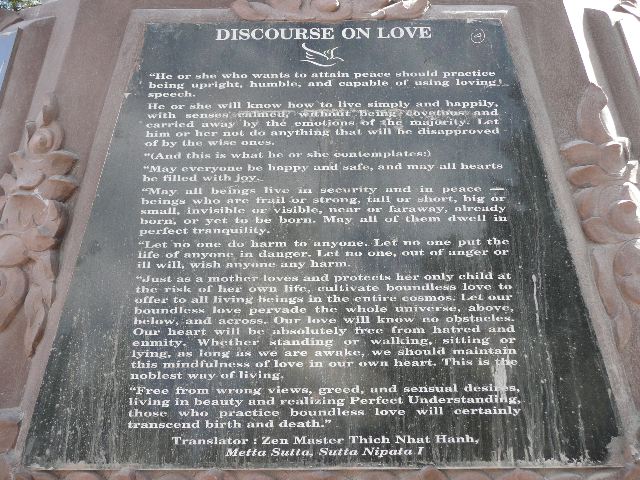 DISCOURSE ON LOVE
"He or she who wants to attain peace should practice
being upright, humble, and capable of using loving
speech.
He or she will know how to live simply and happily,
with senses calmed, without being covetous and
carried away by the emotions of the majority. Let
him or her not do anything that will be disapproved
of by the wise ones.
"(And this is what he or she contemplates:)
"May everyone be happy and safe, and may all hearts
be filled with joy.
"May all beings live in security and in peace —
beings who are frail or strong, tall or short, big or
small, invisible or visible, near or faraway, already
born, or yet to be born. May all of them dwell in
perfect tranquility.
"Let no one do harm to anyone. Let no one put the
life of anyone in danger. Let no one, out of anger or
ill will, wish anyone any harm.
"Just as a mother loves and protects her only child at
the risk of her own life, cultivate boundless love to
offer to all living beings in the entire cosmos. Let our
boundless love pervade the whole universe, above,
below, and across. Our love will know no obstacles.
Our heart will be absolutely free from hatred and
enmity. Whether standing or walking, sitting or
lying, as long as we are awake, we should maintain
this mindfulness of love in our own heart. This is the
noblest way of living.
"Free from wrong views, greed, and sensual desires,
living in beauty and realizing Perfect Understanding,
those who practice boundless love will certainly
transcend birth and death."
Translator : Zen Master Thich Nhat Hanh,
Metta Sutta, Sutta Nipata I